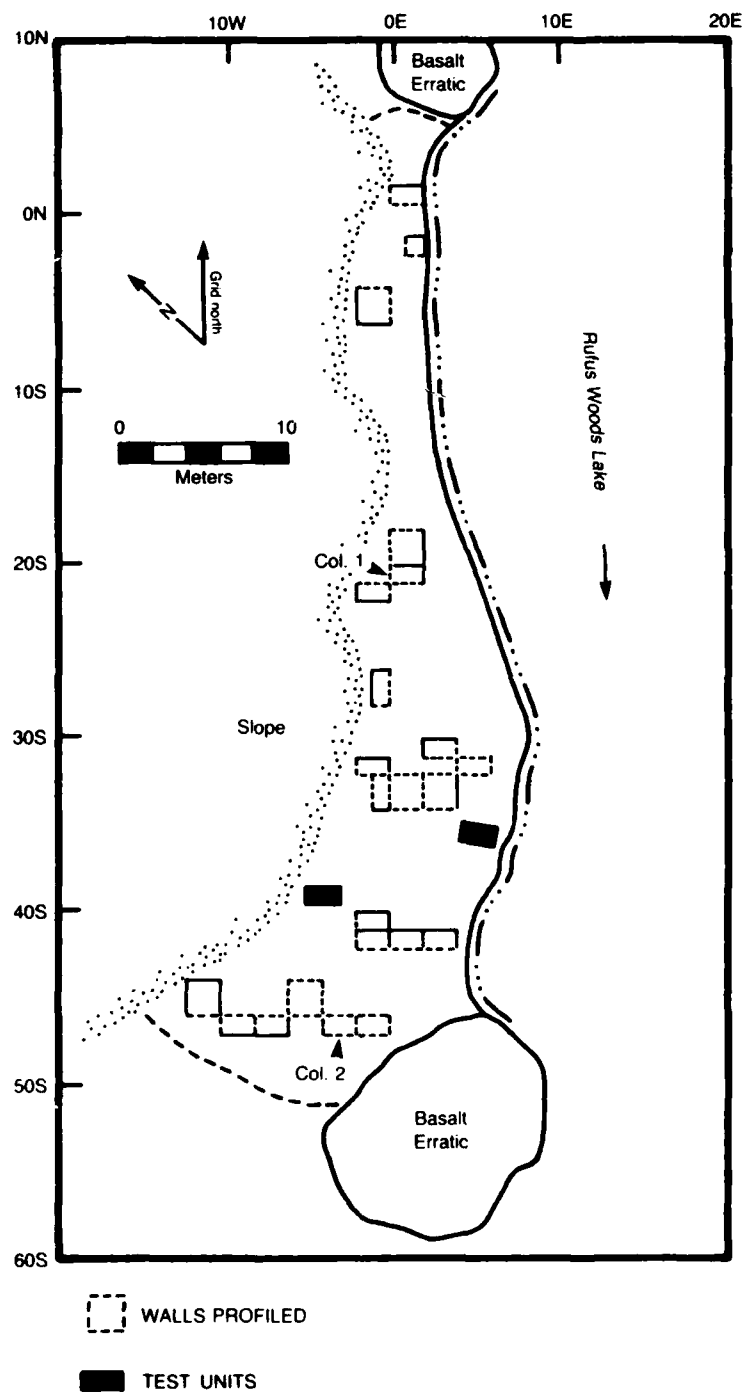 10W 0E 10E 20E
10N
Basalt
Erratic
0N
N
Grid north
10S
Rufus Woods Lake
0 10
Meters
20S
Col. 1
30S
Slope
40S
Col. 2
50S
Basalt
Erratic
60S
WALLS PROFILED
TEST UNITS